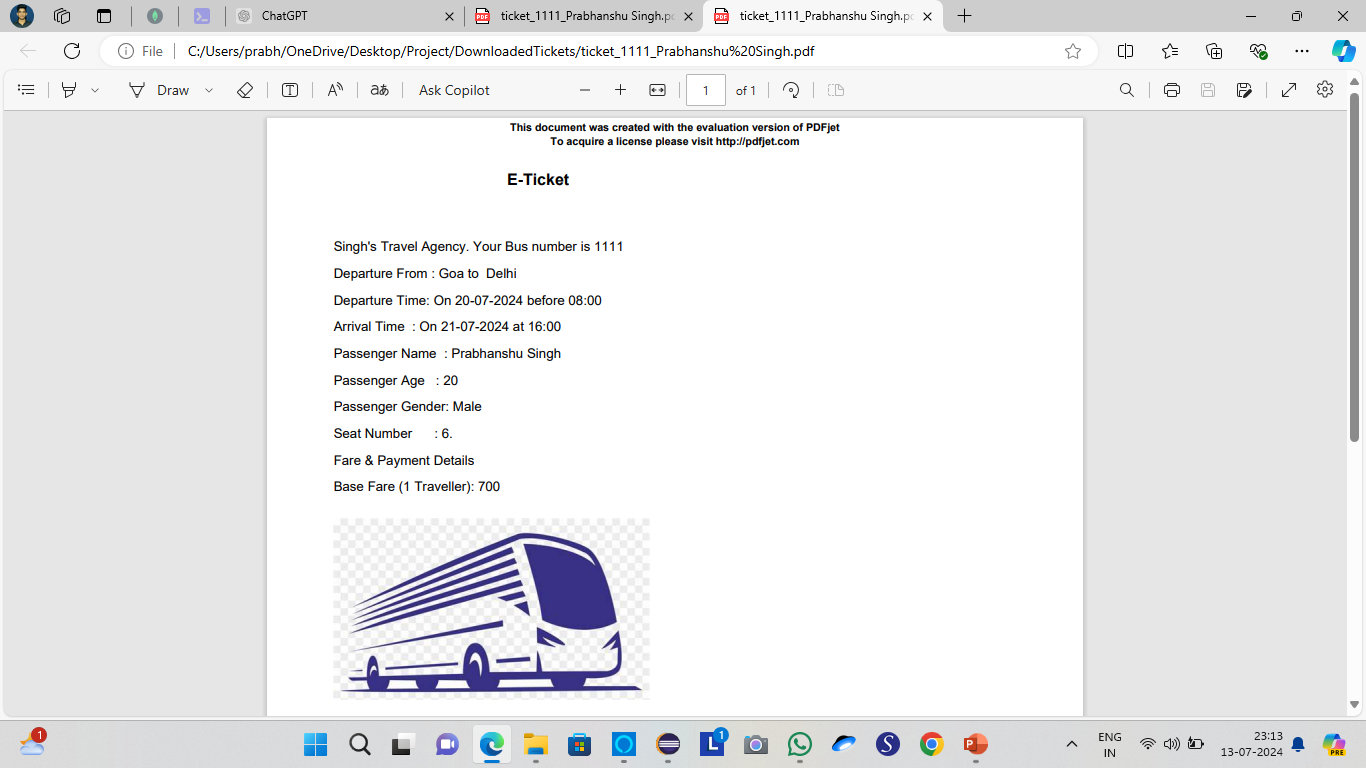 ChatGPT
ticket_1111_Prabhanshu Singh.pd
ticket_1111_Prabhanshu Singh.pd
File
C:/Users/prabh/OneDrive/Desktop/Project/DownloadedTickets/ticket_1111_Prabhanshu%20Singh.pdf
Draw
Ask Copilot
1 of 1
This document was created with the evaluation version of PDFjet
To acquire a license please visit http://pdfjet.com
E-Ticket
Singh's Travel Agency. Your Bus number is 1111
Departure From : Goa to  Delhi
Departure Time: On 20-07-2024 before 08:00
Arrival Time  : On 21-07-2024 at 16:00
Passenger Name  : Prabhanshu Singh
Passenger Age   : 20
Passenger Gender: Male
Seat Number      : 6.
Fare & Payment Details
Base Fare (1 Traveller): 700
1
1
ENG
IN
23:13
13-07-2024
PRE